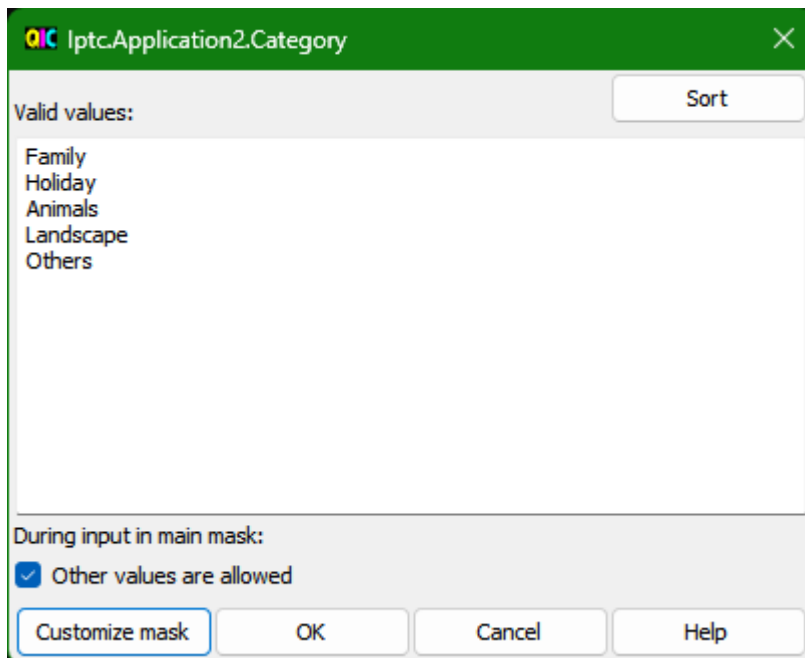 QIC Iptc.Application2.Category
Valid values:
Sort
Family
Holiday
Animals
Landscape
Others
During input in main mask:
Other values are allowed
Customize mask OK Cancel Help